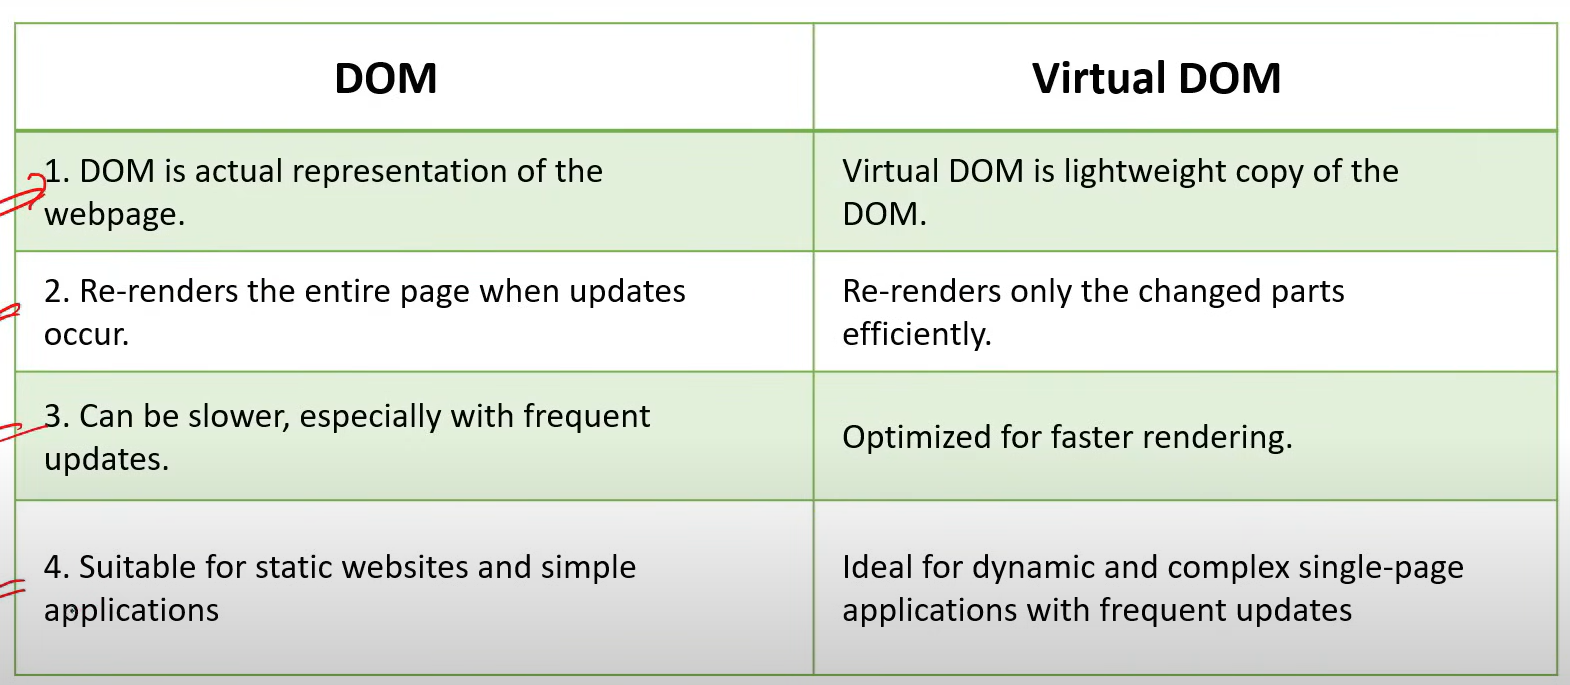 DOM
Virtual DOM
1. DOM is actual representation of the
webpage.
Virtual DOM is lightweight copy of the
DOM.
2. Re-renders the entire page when updates
occur.
Re-renders only the changed parts
efficiently.
3. Can be slower, especially with frequent
updates.
Optimized for faster rendering.
4. Suitable for static websites and simple
applications
Ideal for dynamic and complex single-page
applications with frequent updates